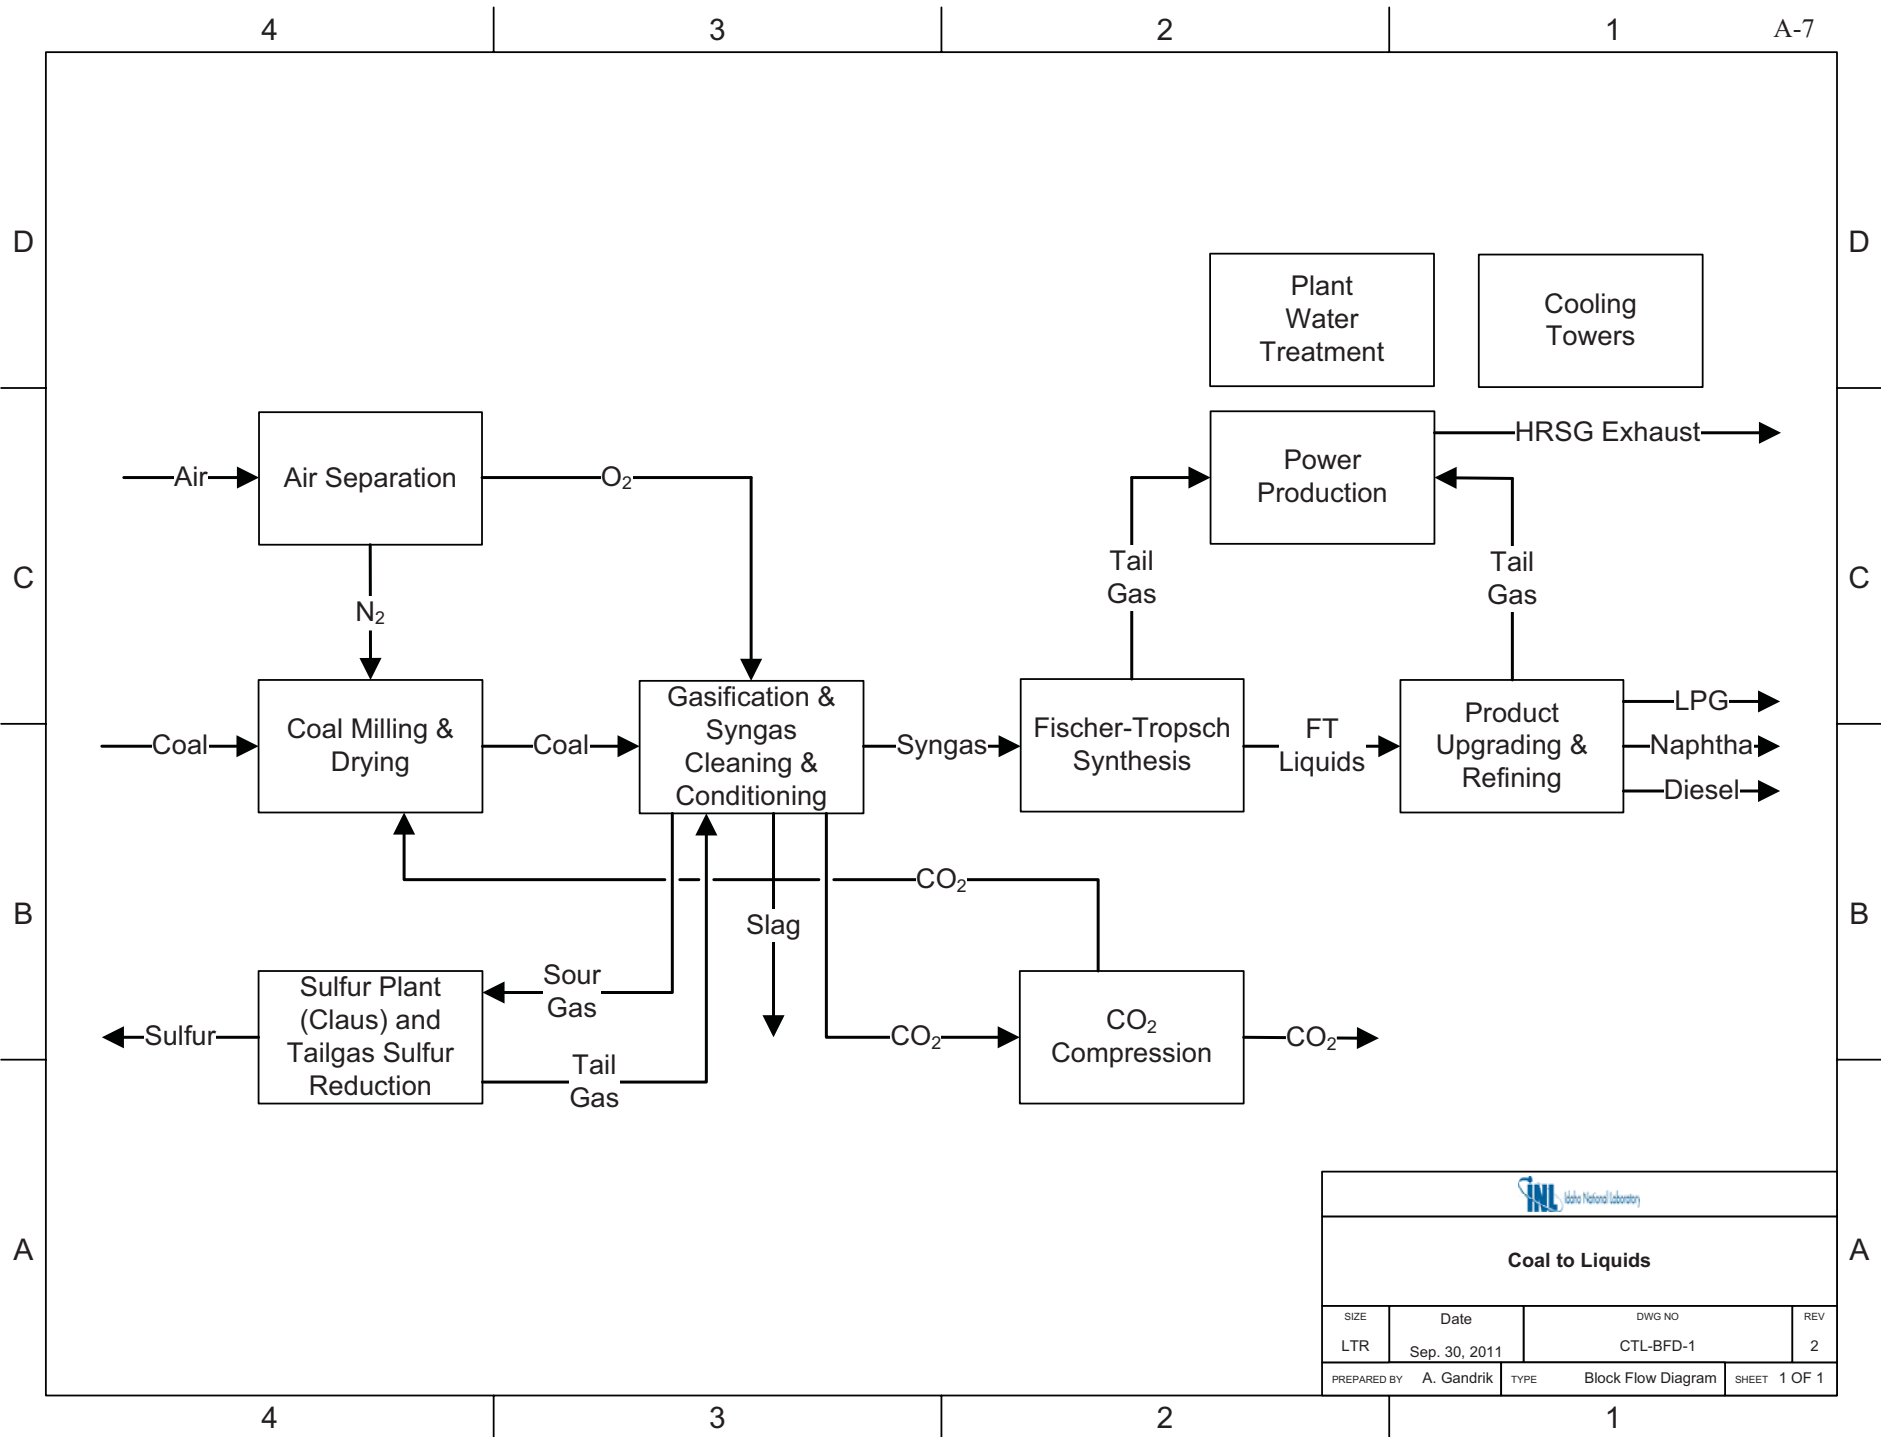 4
3
2
1
A-7
D
D
Plant
Water
Treatment
Cooling
Towers
Air
Air Separation
O₂
Power
Production
HRSG Exhaust
C
C
N₂
Tail
Gas
Tail
Gas
Coal
Coal Milling &
Drying
Coal
Gasification &
Syngas
Cleaning &
Conditioning
Syngas
Fischer-Tropsch
Synthesis
FT
Liquids
Product
Upgrading &
Refining
LPG
Naphtha
Diesel
B
B
CO₂
Slag
Sour
Gas
Sulfur
Sulfur Plant
(Claus) and
Tailgas Sulfur
Reduction
Tail
Gas
CO₂
CO₂
Compression
CO₂
A
A
INL Idaho National Laboratory
Coal to Liquids
SIZE
LTR
Date
Sep. 30, 2011
DWG NO
CTL-BFD-1
REV
2
PREPARED BY A. Gandrik
TYPE Block Flow Diagram
SHEET 1 OF 1
4
3
2
1